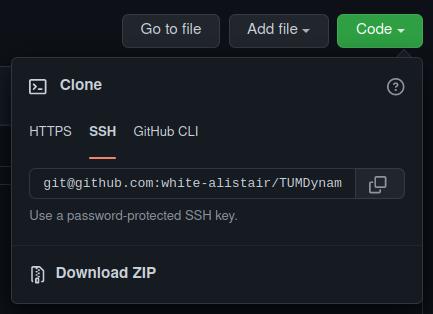 Go to file Add file Code
Clone
HTTPS SSH GitHub CLI
git@github.com:white-alistair/TUMDynam
Use a password-protected SSH key.
Download ZIP